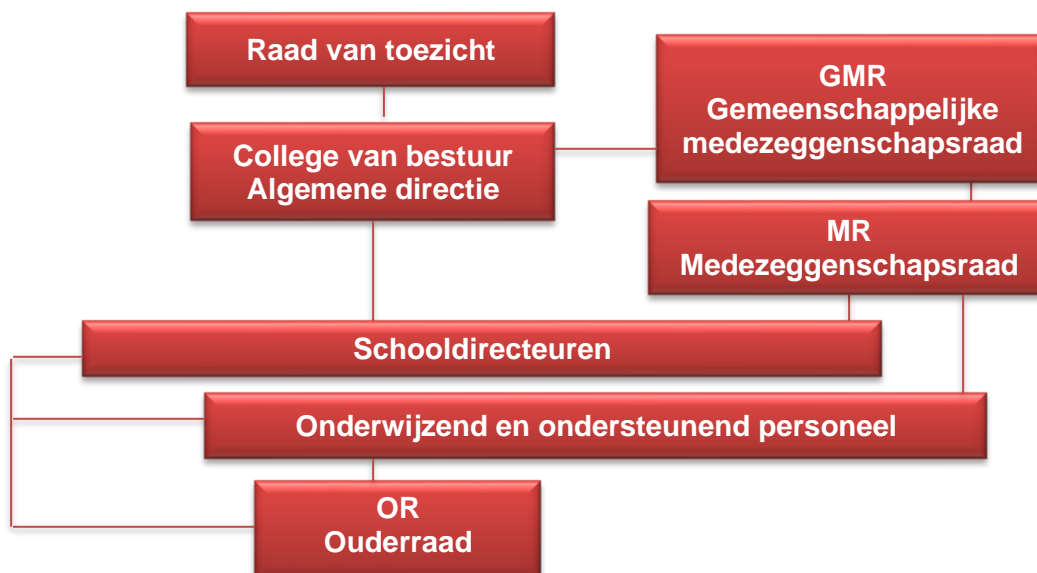 Raad van toezicht
GMR
Gemeenschappelijke
medezeggenschapsraad
College van bestuur
Algemene directie
MR
Medezeggenschapsraad
Schooldirecteuren
Onderwijzend en ondersteunend personeel
OR
Ouderraad